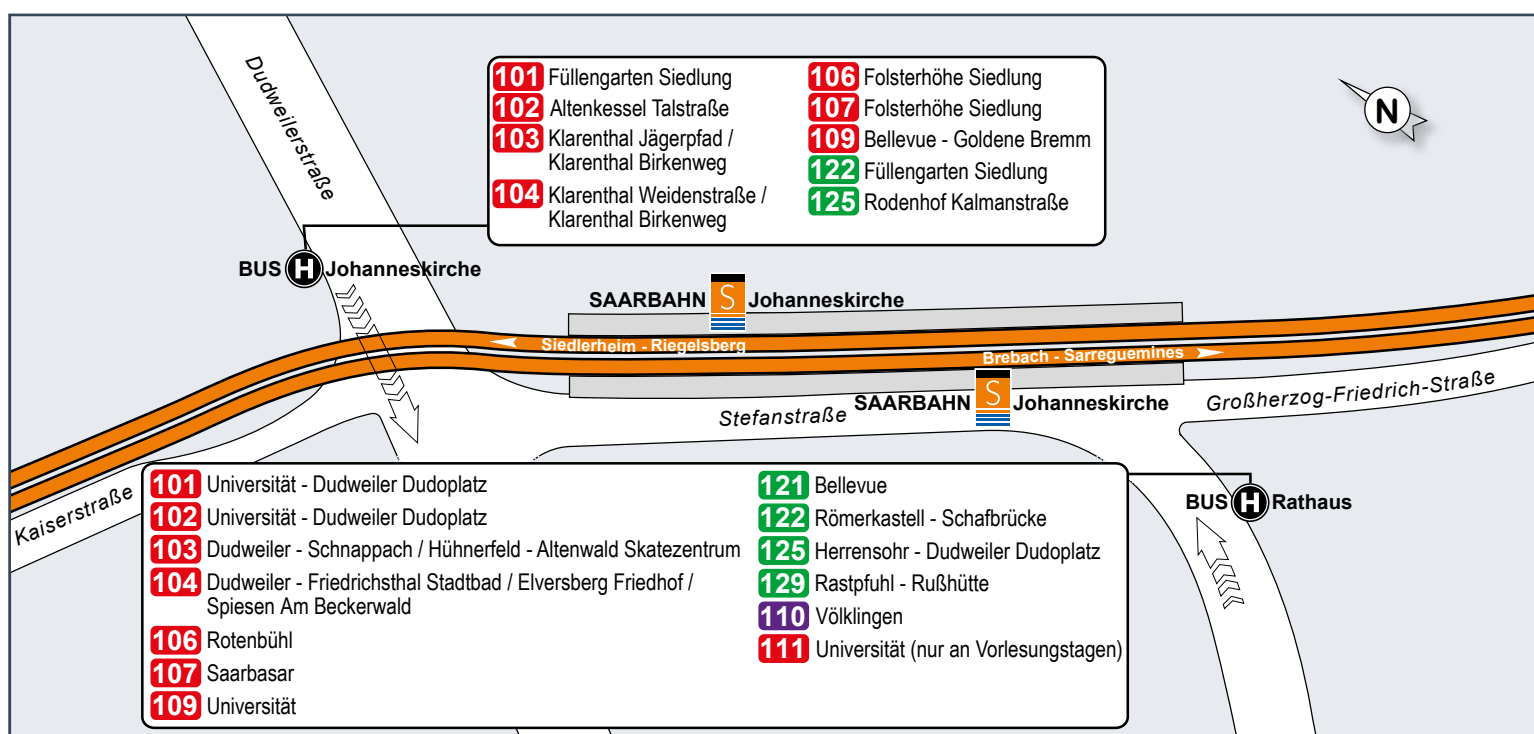 Dudweilerstraße
101 Füllengarten Siedlung
102 Altenkessel Talstraße
103 Klarenthal Jägerpfad /
Klarenthal Birkenweg
104 Klarenthal Weidenstraße /
Klarenthal Birkenweg
106 Folsterhöhe Siedlung
107 Folsterhöhe Siedlung
109 Bellevue - Goldene Bremm
122 Füllengarten Siedlung
125 Rodenhof Kalmanstraße
N
BUS H Johanneskirche
SAARBAHN S Johanneskirche
Siedlerheim - Riegelsberg
Brebach - Sarreguemines
Stefanstraße
SAARBAHN S Johanneskirche
Großherzog-Friedrich-Straße
Kaiserstraße
101 Universität - Dudweiler Dudoplatz
102 Universität - Dudweiler Dudoplatz
103 Dudweiler - Schnappach / Hühnerfeld - Altenwald Skatezentrum
104 Dudweiler - Friedrichsthal Stadtbad / Elversberg Friedhof /
Spiesen Am Beckerwald
106 Rotenbühl
107 Saarbasar
109 Universität
121 Bellevue
122 Römerkastell - Schafbrücke
125 Herrensohr - Dudweiler Dudoplatz
129 Rastpfuhl - Rußhütte
110 Völklingen
111 Universität (nur an Vorlesungstagen)
BUS H Rathaus